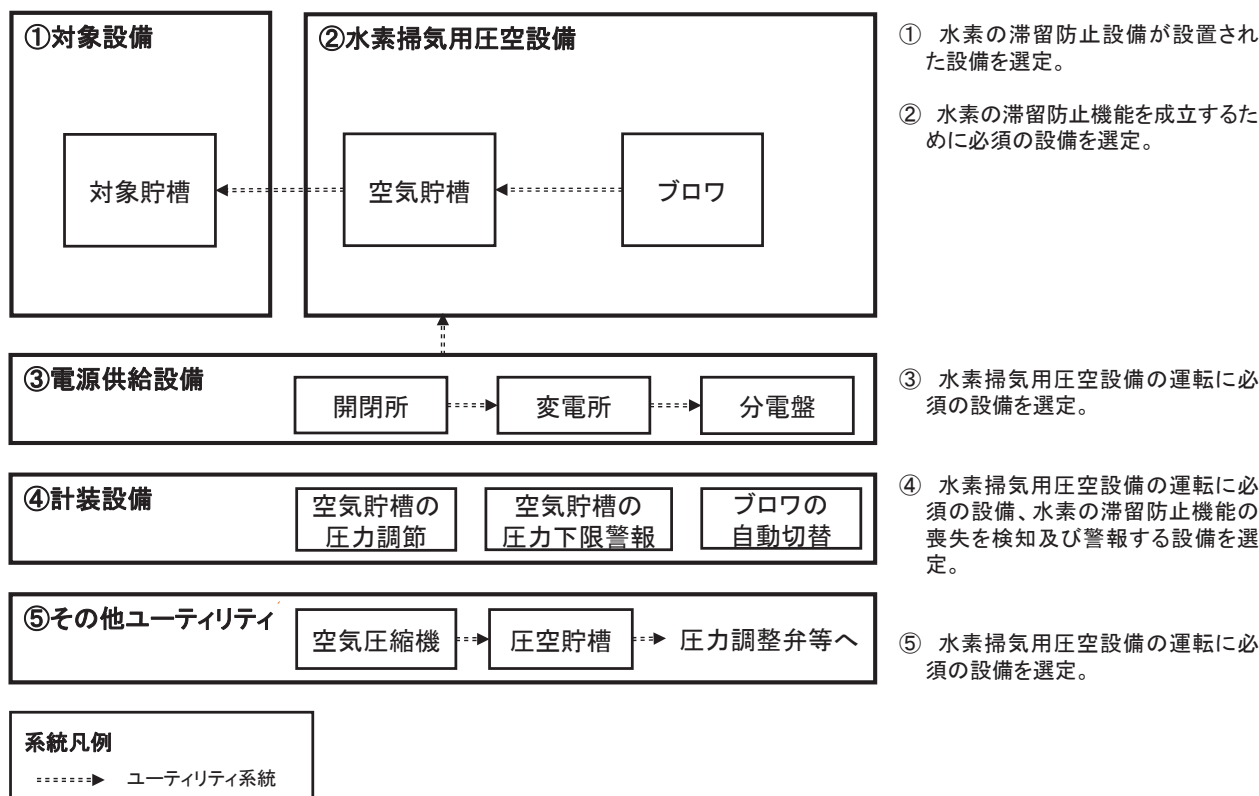 ①対象設備
対象貯槽
②水素掃気用圧空設備
空気貯槽
ブロワ
① 水素の滞留防止設備が設置され
た設備を選定。
② 水素の滞留防止機能を成立するた
めに必須の設備を選定。
③電源供給設備
開閉所
変電所
分電盤
③ 水素掃気用圧空設備の運転に必
須の設備を選定。
④計装設備
空気貯槽の
圧力調節
空気貯槽の
圧力下限警報
ブロワの
自動切替
④ 水素掃気用圧空設備の運転に必
須の設備、水素の滞留防止機能の
喪失を検知及び警報する設備を選
定。
⑤その他ユーティリティ
空気圧縮機
圧空貯槽
圧力調整弁等へ
⑤ 水素掃気用圧空設備の運転に必
須の設備を選定。
系統凡例
ユーティリティ系統